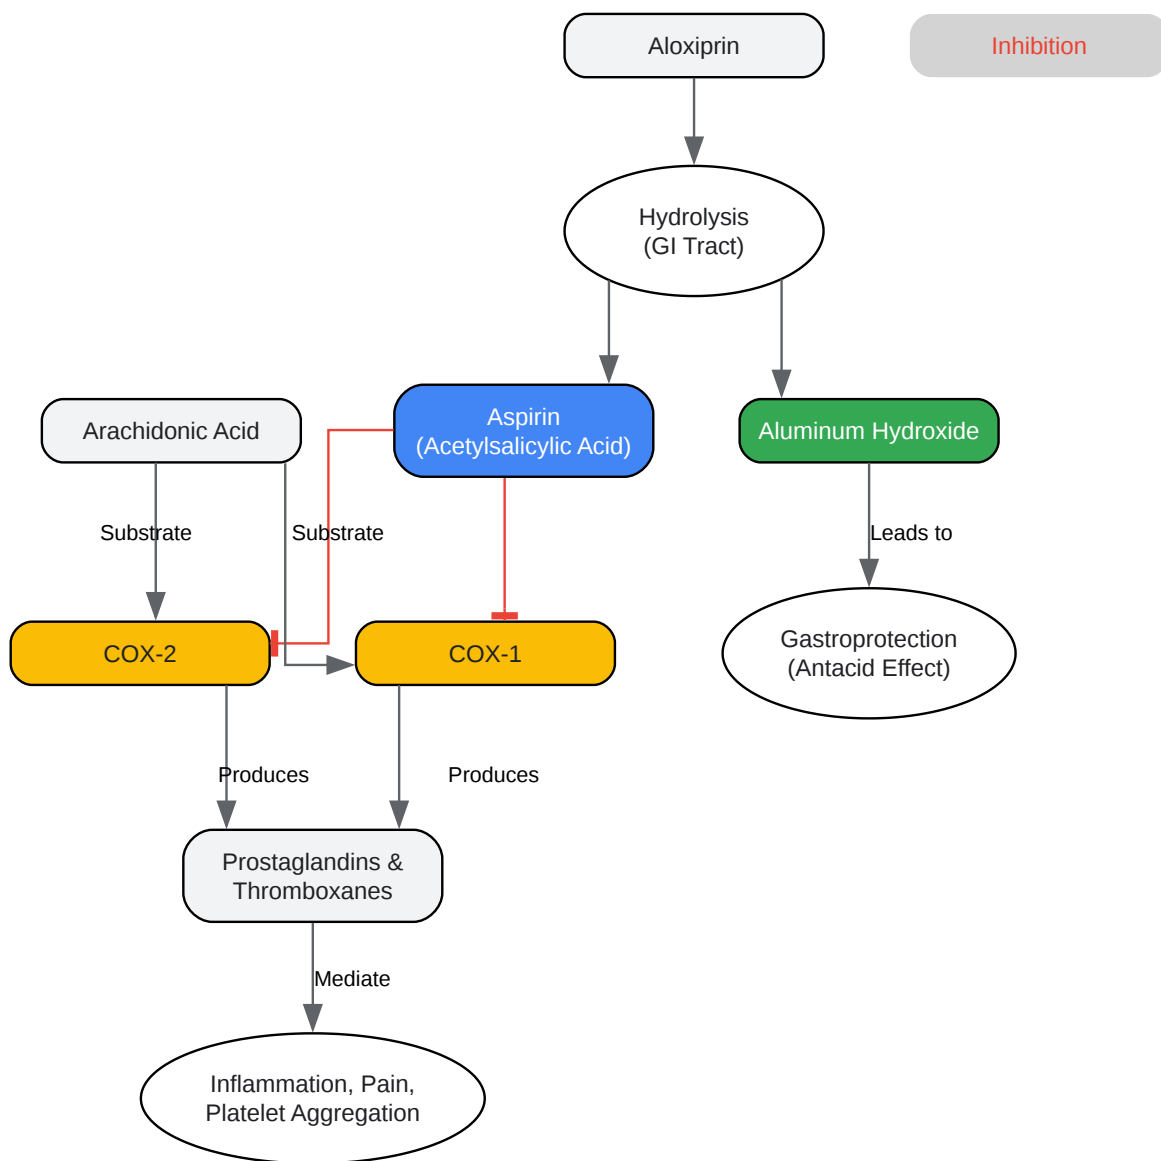 Aloxiprin
Inhibition
Hydrolysis
(GI Tract)
Arachidonic Acid
Aspirin
(Acetylsalicylic Acid)
Aluminum Hydroxide
Substrate
Substrate
Leads to
COX-2
COX-1
Gastroprotection
(Antacid Effect)
Produces
Produces
Prostaglandins &
Thromboxanes
Mediate
Inflammation, Pain,
Platelet Aggregation